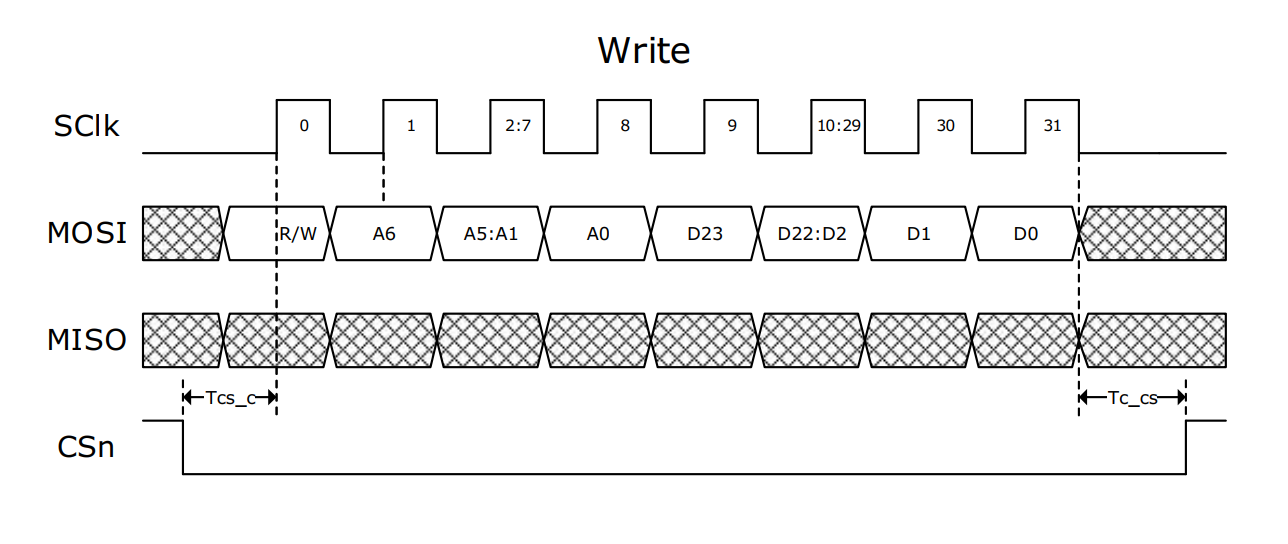 Write
SClk 0 1 2:7 8 9 10:29 30 31
MOSI R/W A6 A5:A1 A0 D23 D22:D2 D1 D0
MISO
Tcs_c Tc_cs
CSn